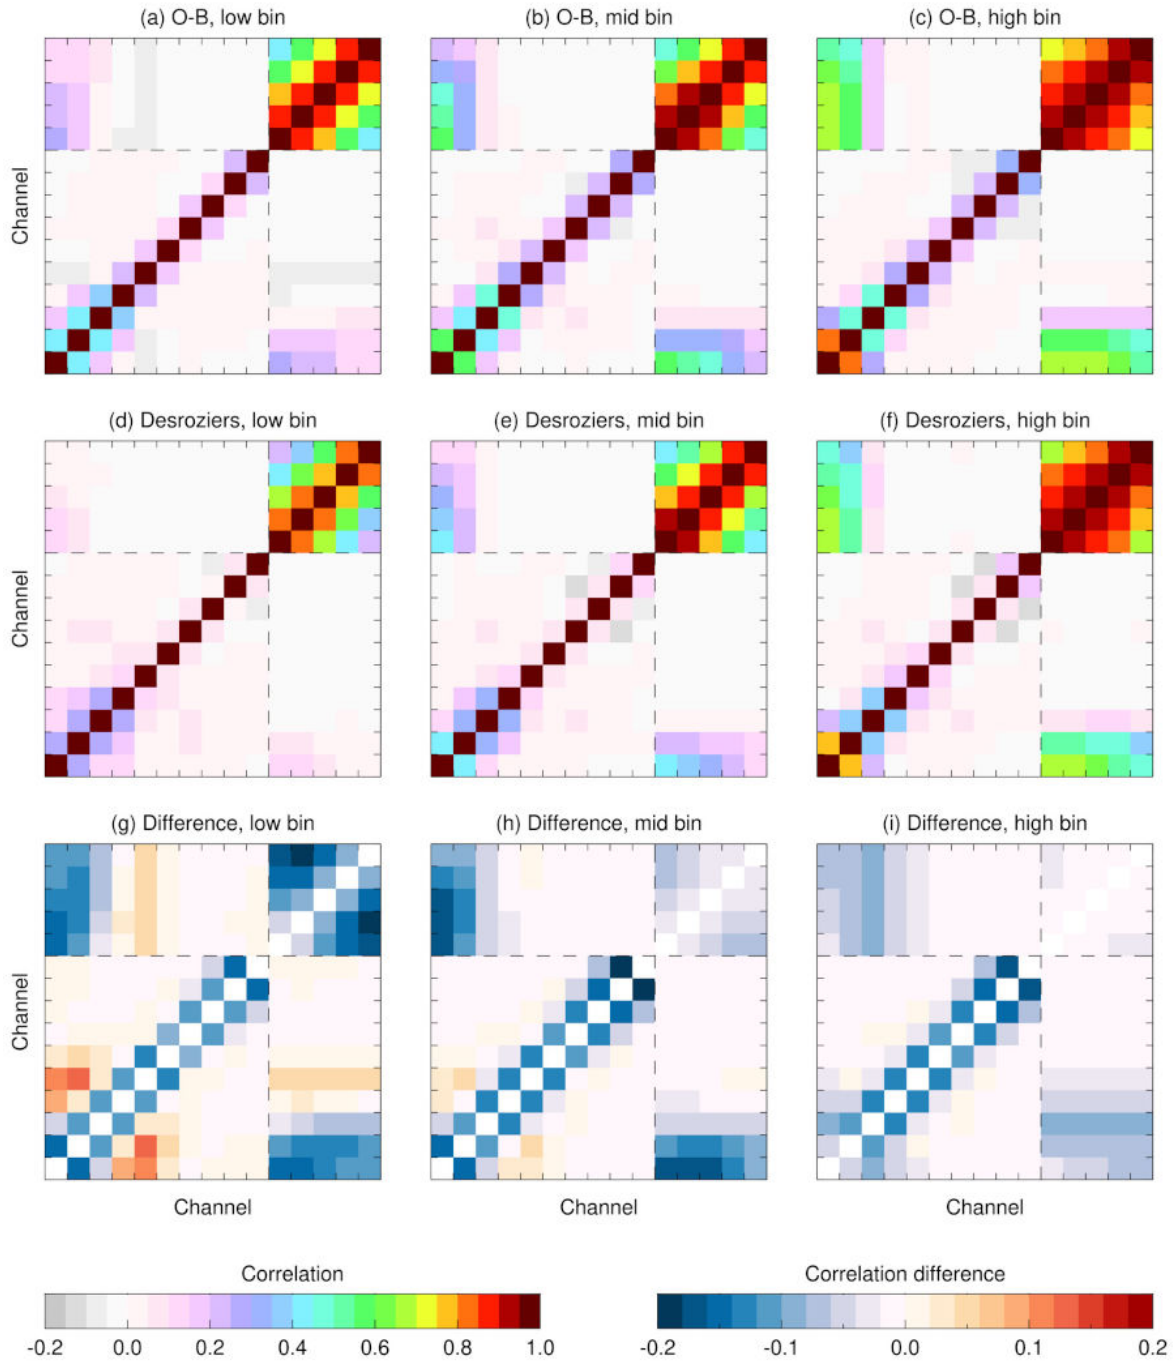 (a) O-B, low bin
(b) O-B, mid bin
(c) O-B, high bin
Channel
(d) Desroziers, low bin
(e) Desroziers, mid bin
(f) Desroziers, high bin
Channel
(g) Difference, low bin
(h) Difference, mid bin
(i) Difference, high bin
Channel
Channel
Channel
Channel
Correlation
-0.2 0.0 0.2 0.4 0.6 0.8 1.0
Correlation difference
-0.2 -0.1 0.0 0.1 0.2